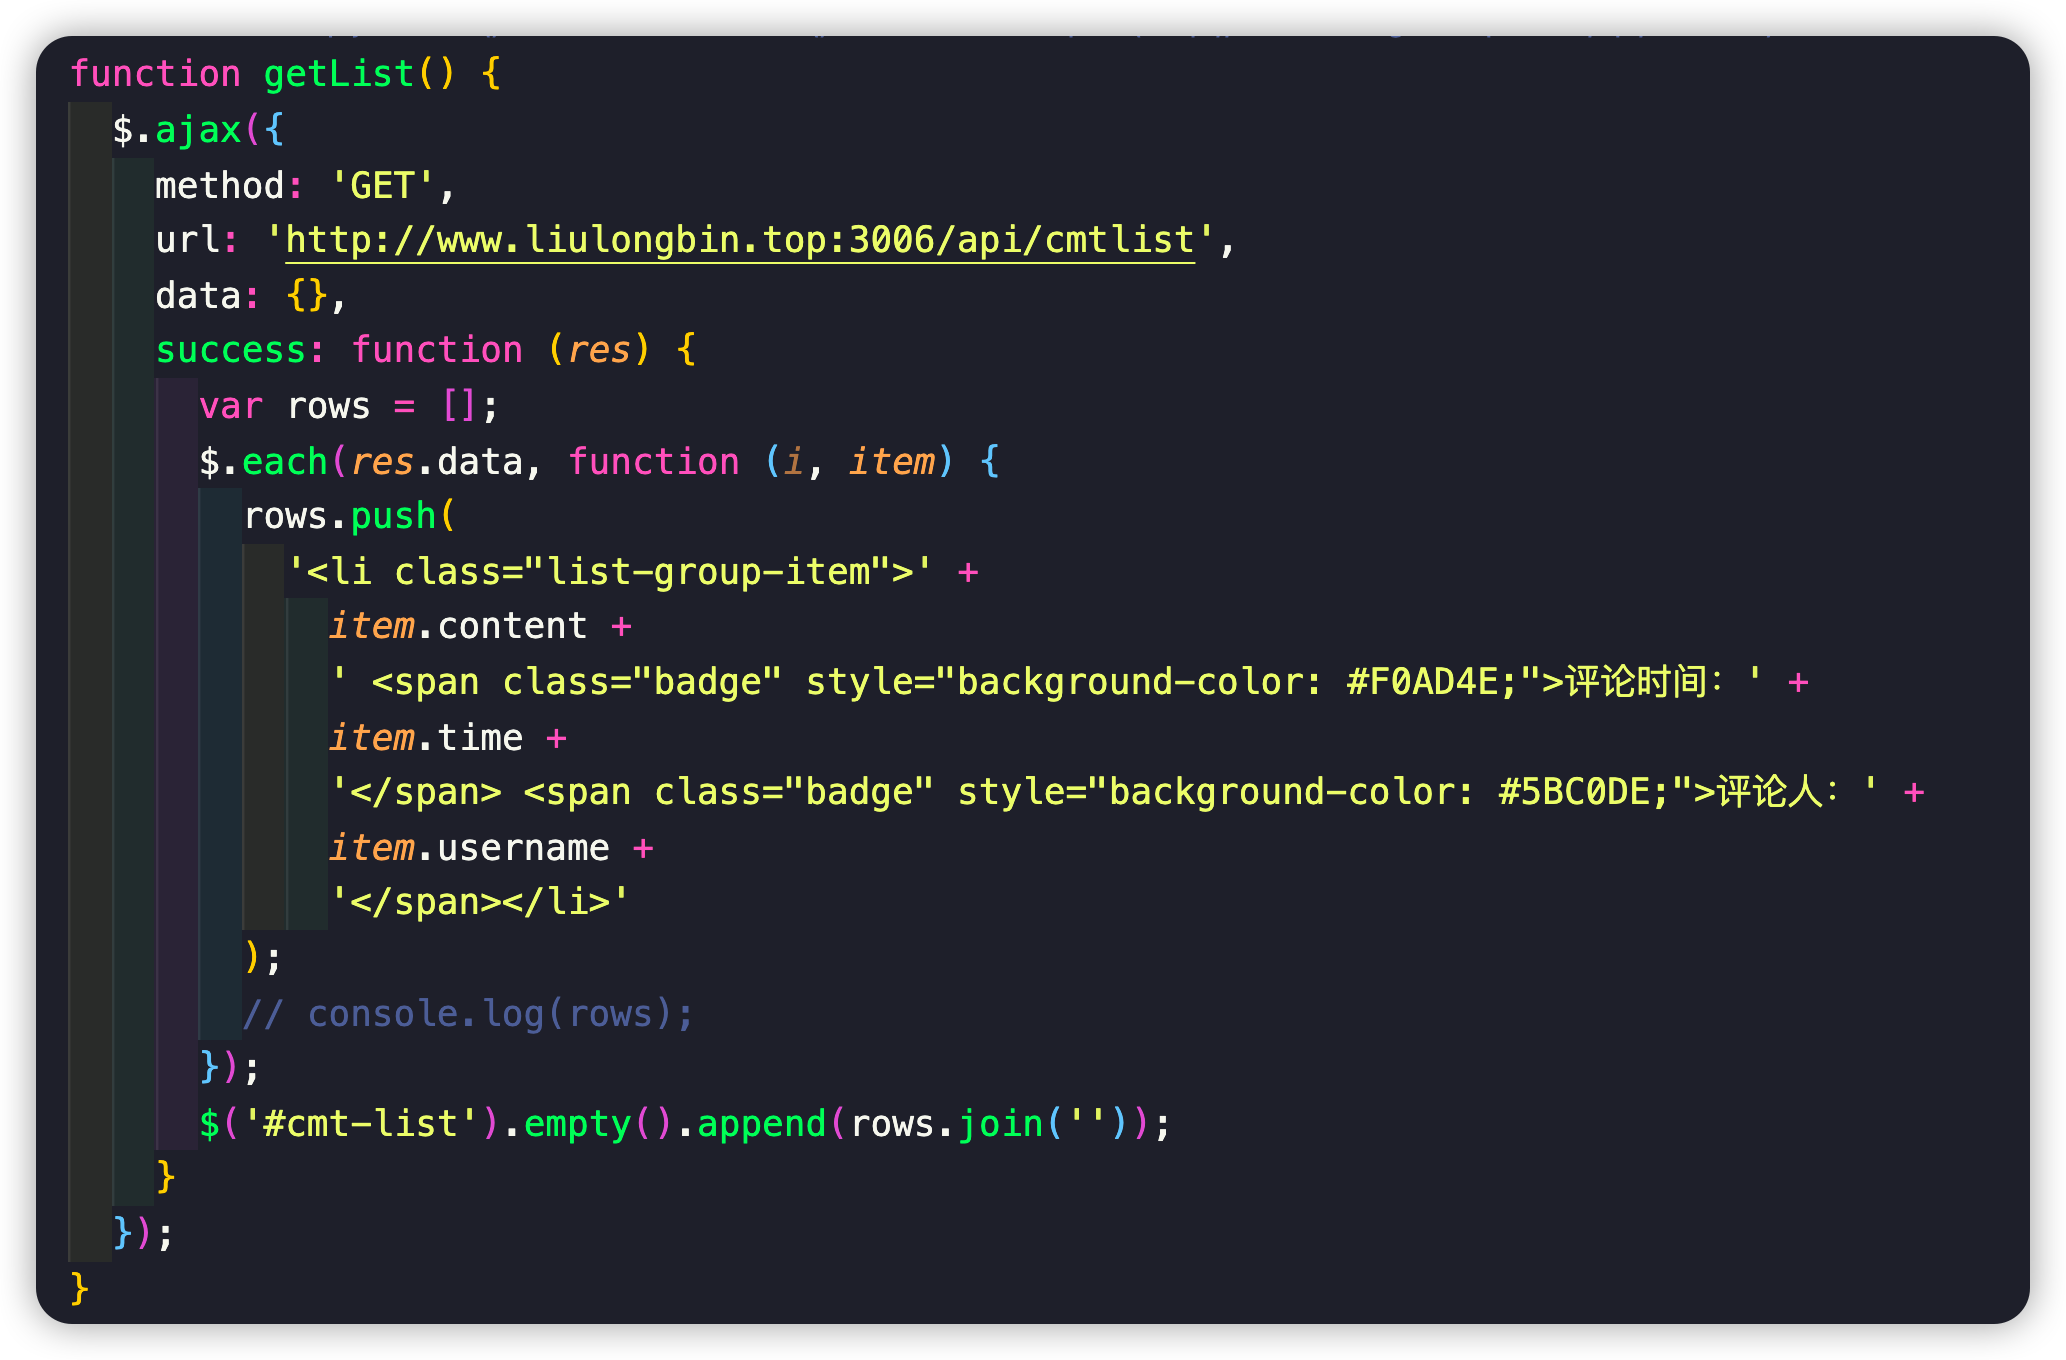 function getList() {
  $.ajax({
    method: 'GET',
    url: 'http://www.liulongbin.top:3006/api/cmtlist',
    data: {},
    success: function (res) {
      var rows = [];
      $.each(res.data, function (i, item) {
        rows.push(
          '<li class="list-group-item">' +
            item.content +
            ' <span class="badge" style="background-color: #F0AD4E;">评论时间：' +
            item.time +
            '</span> <span class="badge" style="background-color: #5BC0DE;">评论人：' +
            item.username +
            '</span></li>'
        );
        // console.log(rows);
      });
      $('#cmt-list').empty().append(rows.join(''));
    }
  });
}